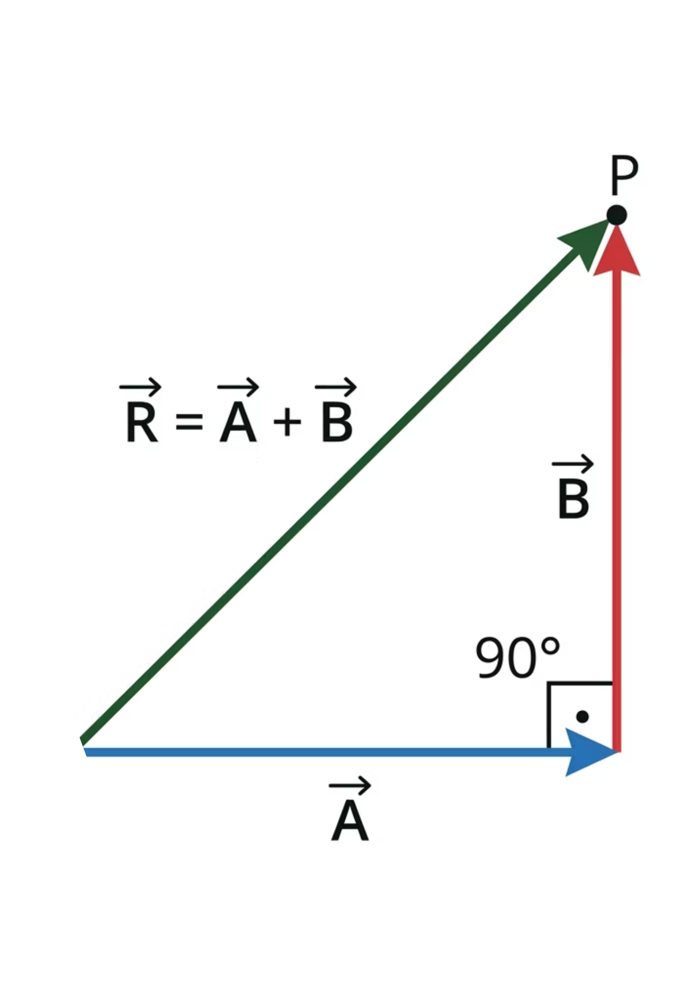 P
R⃗ = A⃗ + B⃗
B⃗
90°
A⃗